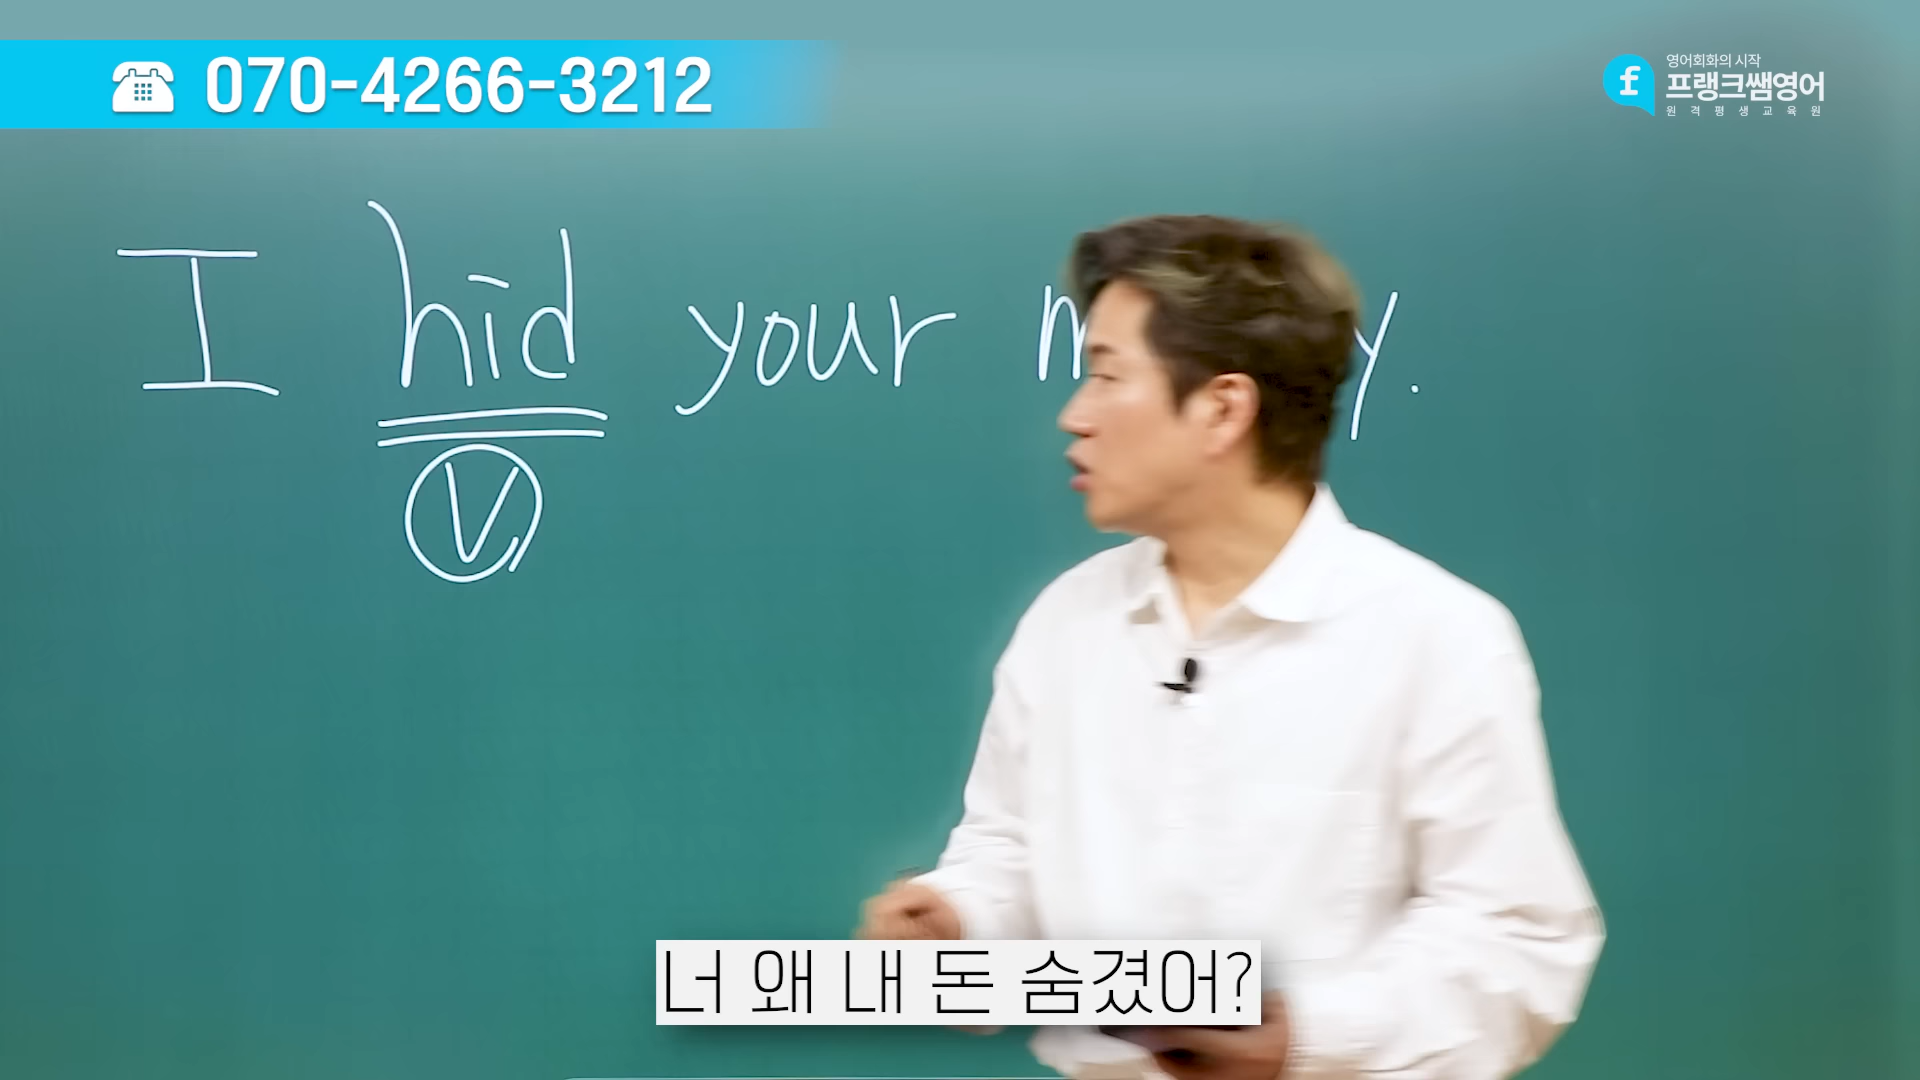 070-4266-3212
영어회화의 시작
프랭크쌤영어
원격평생교육원
I hid your
V
너 왜 내 돈 숨겼어?